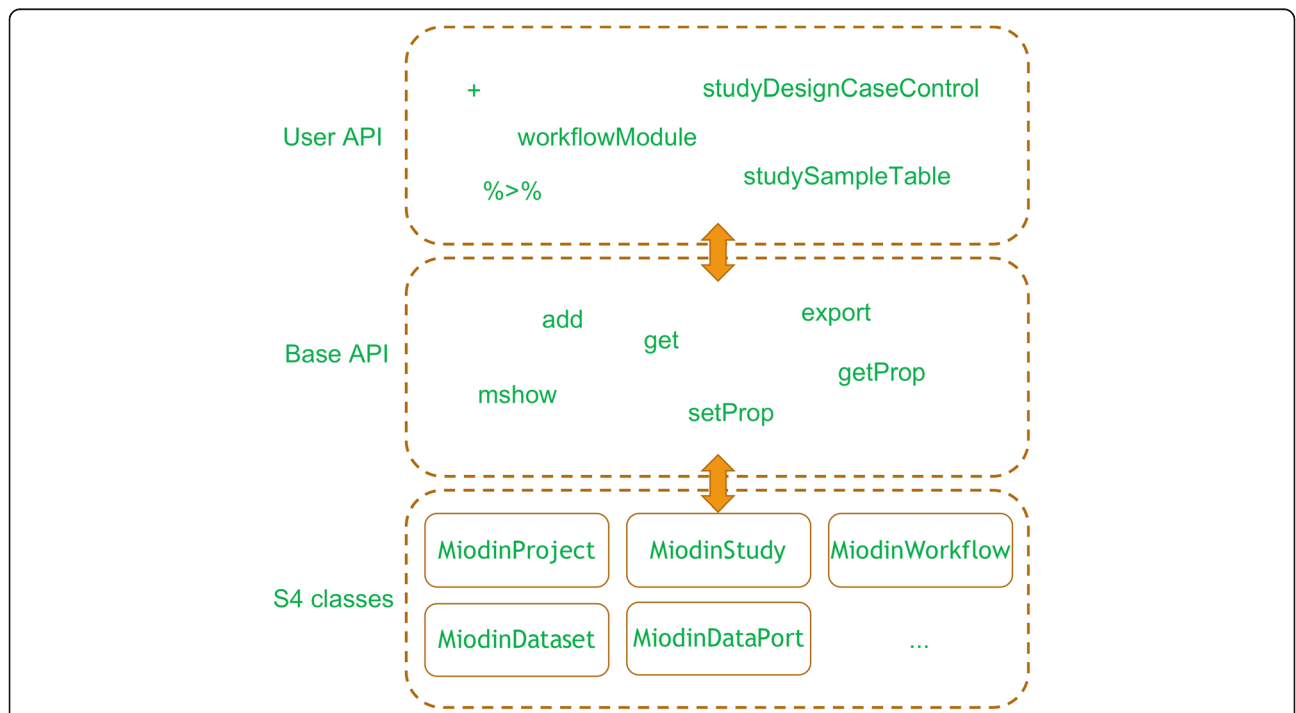 User API
+
studyDesignCaseControl
workflowModule
studySampleTable
%>%
Base API
add
get
export
getProp
mshow
setProp
S4 classes
MiodinProject
MiodinStudy
MiodinWorkflow
MiodinDataset
MiodinDataPort
...